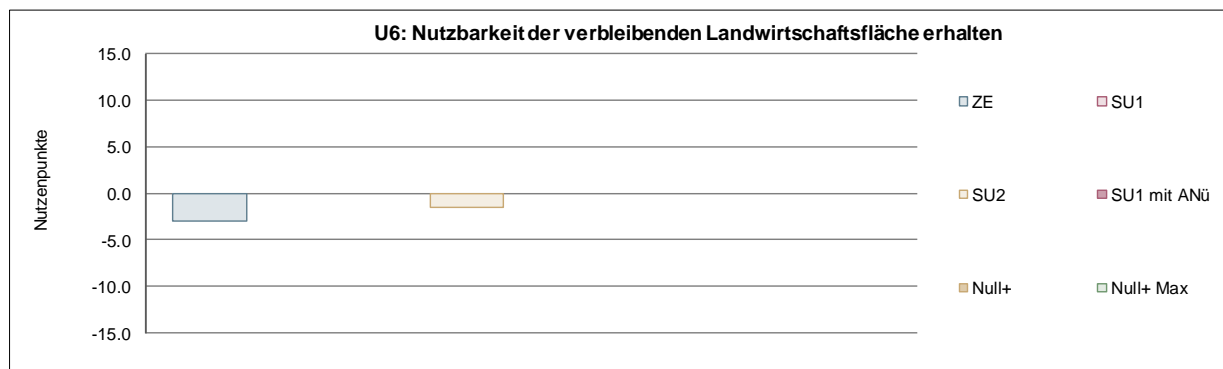 U6: Nutzbarkeit der verbleibenden Landwirtschaftsfläche erhalten
15.0
10.0
5.0
0.0
-5.0
-10.0
-15.0
Nutzenpunkte
ZE
SU1
SU2
SU1 mit ANü
Null+
Null+ Max